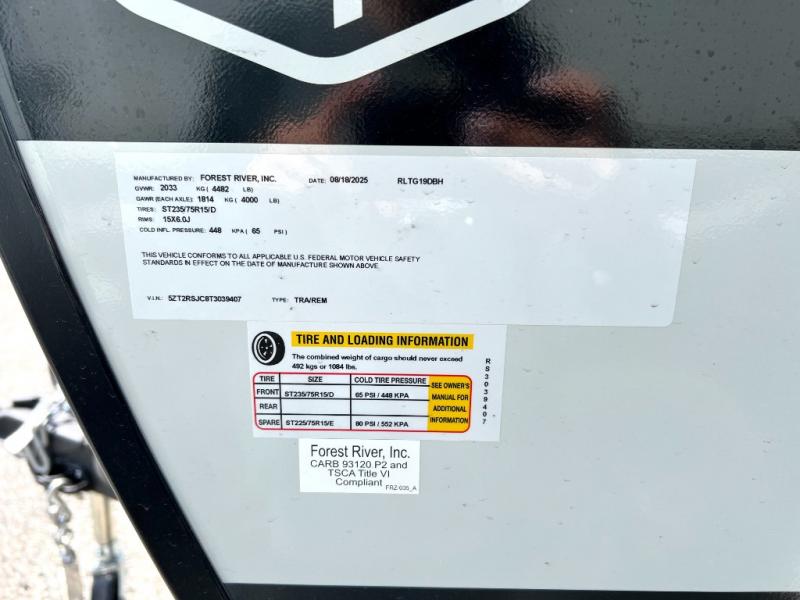 MANUFACTURED BY: FOREST RIVER, INC. DATE: 08/18/2025 RLTG19DBH
GVWR: 2033 KG ( 4482 LB)
GAWR (EACH AXLE): 1814 KG ( 4000 LB)
TIRES: ST235/75R15/D
RIMS: 15X6.0J
COLD INFL. PRESSURE: 448 KPA ( 65 PSI )
THIS VEHICLE CONFORMS TO ALL APPLICABLE U.S. FEDERAL MOTOR VEHICLE SAFETY
STANDARDS IN EFFECT ON THE DATE OF MANUFACTURE SHOWN ABOVE.
V.I.N.: 5ZT2RSJC8T3039407 TYPE: TRA/REM
TIRE AND LOADING INFORMATION
The combined weight of cargo should never exceed
492 kgs or 1084 lbs.
TIRE SIZE COLD TIRE PRESSURE
FRONT ST235/75R15/D 65 PSI / 448 KPA
REAR
SPARE ST225/75R15/E 80 PSI / 552 KPA
SEE OWNER'S
MANUAL FOR
ADDITIONAL
INFORMATION
RS3039407
Forest River, Inc.
CARB 93120 P2 and
TSCA Title VI
Compliant
FRZ-035_A